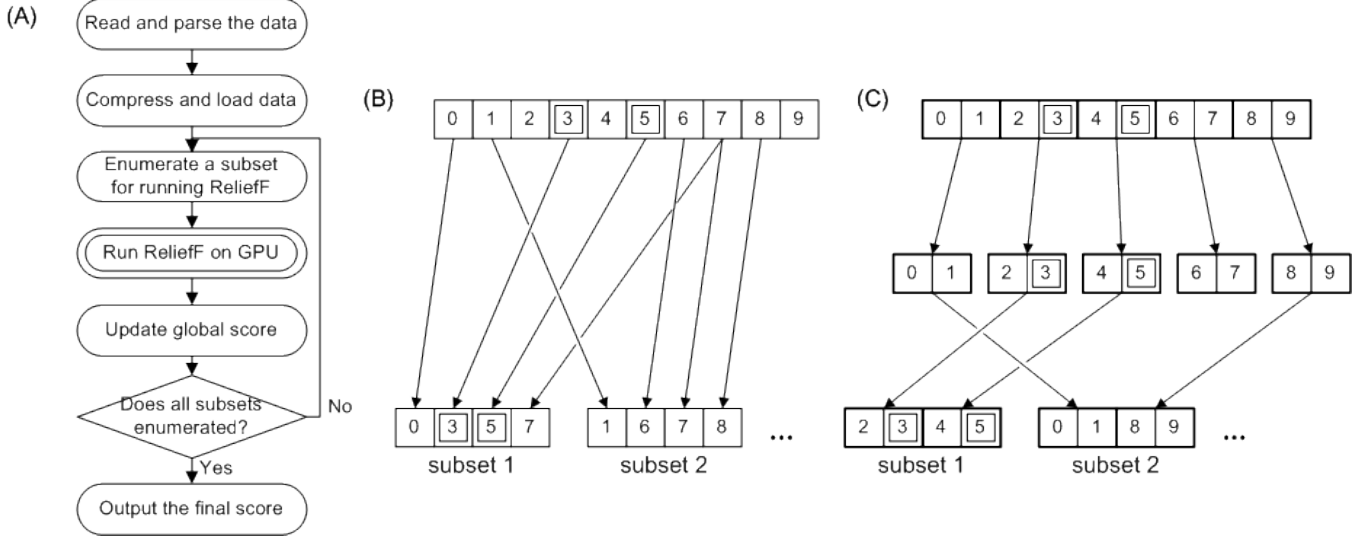 (A)
Read and parse the data
Compress and load data
Enumerate a subset
for running ReliefF
Run ReliefF on GPU
Update global score
Does all subsets
enumerated?
No
Yes
Output the final score
(B)
0 1 2 3 4 5 6 7 8 9
0 3 5 7
1 6 7 8
...
subset 1
subset 2
(C)
0 1 2 3 4 5 6 7 8 9
0 1
2 3
4 5
6 7
8 9
2 3 4 5
0 1 8 9
...
subset 1
subset 2